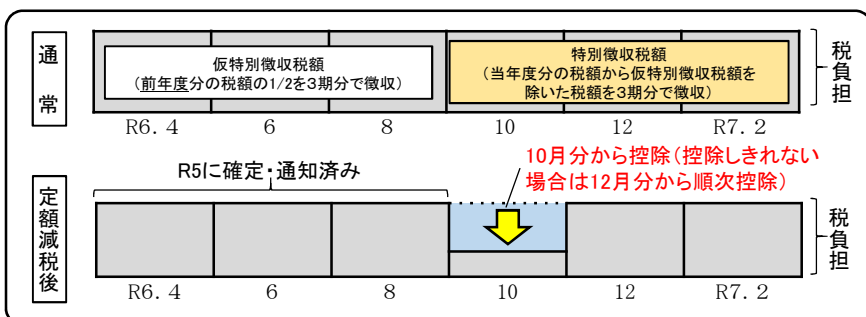 通常
仮特別徴収税額
(前年度分の税額の1/2を3期分で徴収)
特別徴収税額
(当年度分の税額から仮特別徴収税額を
除いた税額を3期分で徴収)
税負担
R6.4 6 8 10 12 R7.2
R5に確定・通知済み
10月分から控除(控除しきれない
場合は12月分から順次控除)
定額減税後
税負担
R6.4 6 8 10 12 R7.2